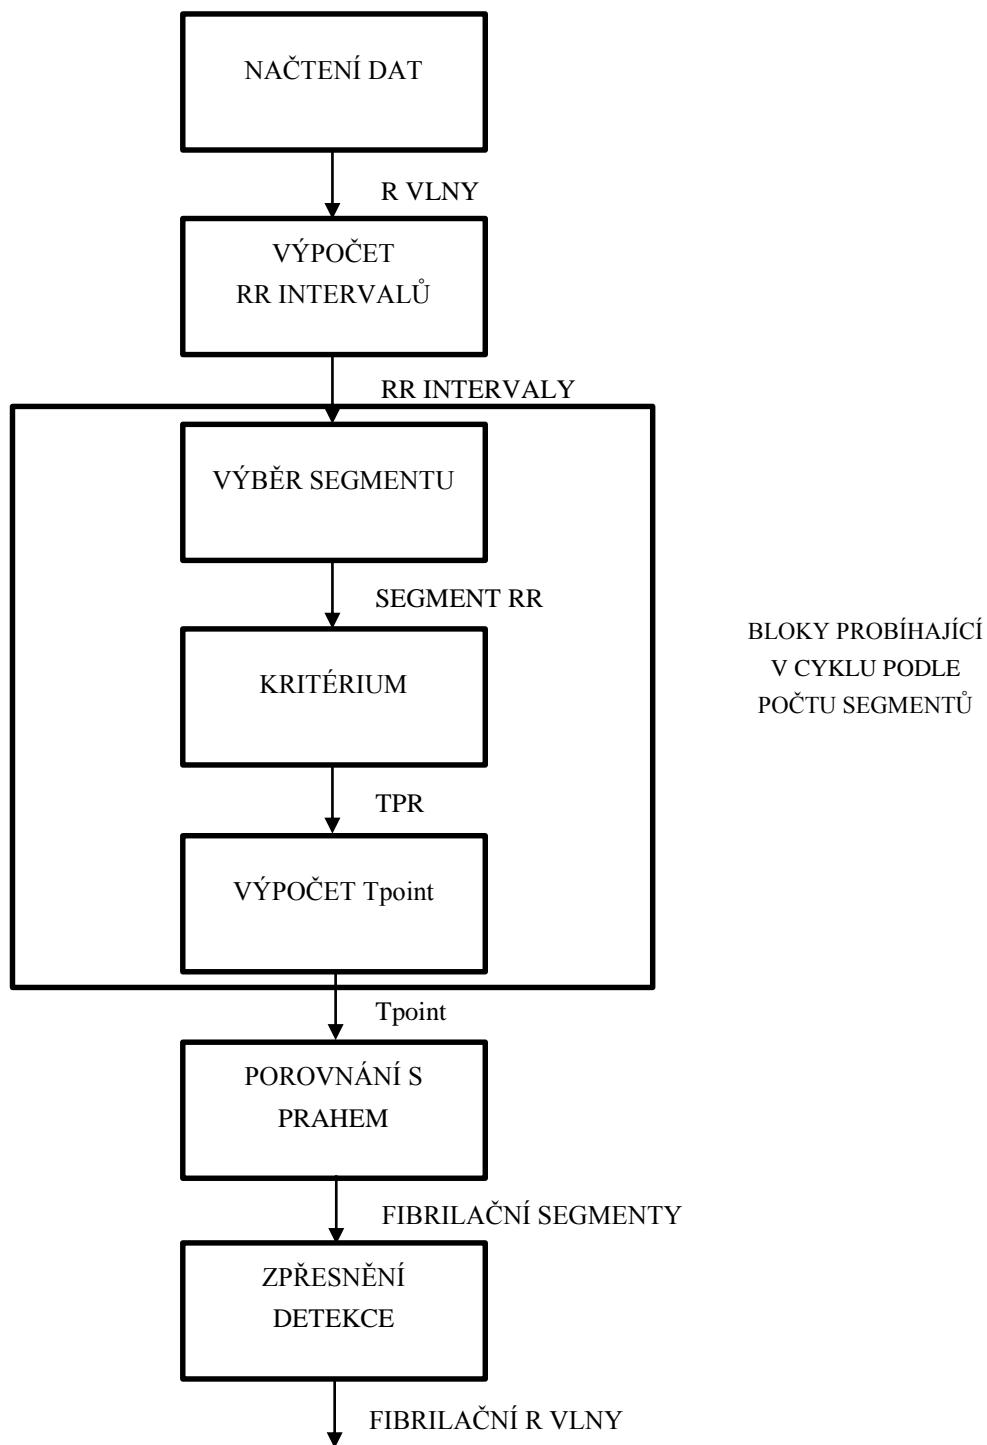 NAČTENÍ DAT
R VLNY
VÝPOČET
RR INTERVALŮ
RR INTERVALY
VÝBĚR SEGMENTU
SEGMENT RR
KRITÉRIUM
BLOKY PROBÍHAJÍCÍ
V CYKLU PODLE
POČTU SEGMENTŮ
TPR
VÝPOČET Tpoint
Tpoint
POROVNÁNÍ S
PRAHEM
FIBRILAČNÍ SEGMENTY
ZPŘESNĚNÍ
DETEKCE
FIBRILAČNÍ R VLNY